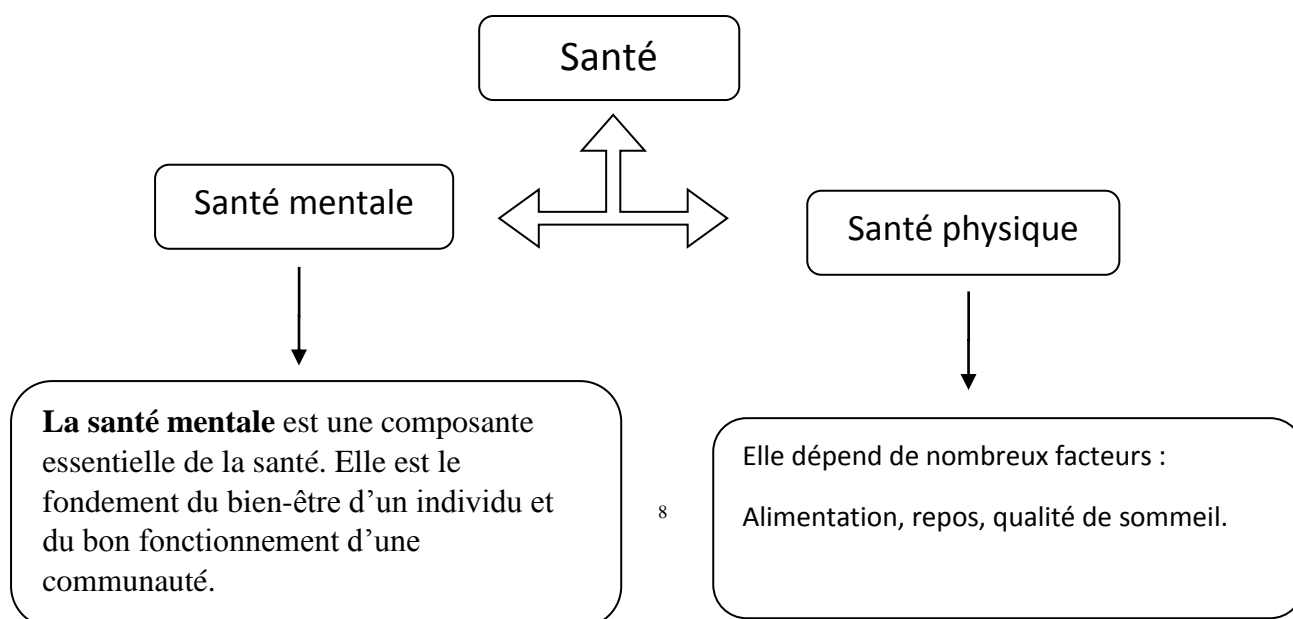 Santé
Santé mentale
Santé physique
La santé mentale est une composante
essentielle de la santé. Elle est le
fondement du bien-être d’un individu et
du bon fonctionnement d’une
communauté.
8
Elle dépend de nombreux facteurs :
Alimentation, repos, qualité de sommeil.